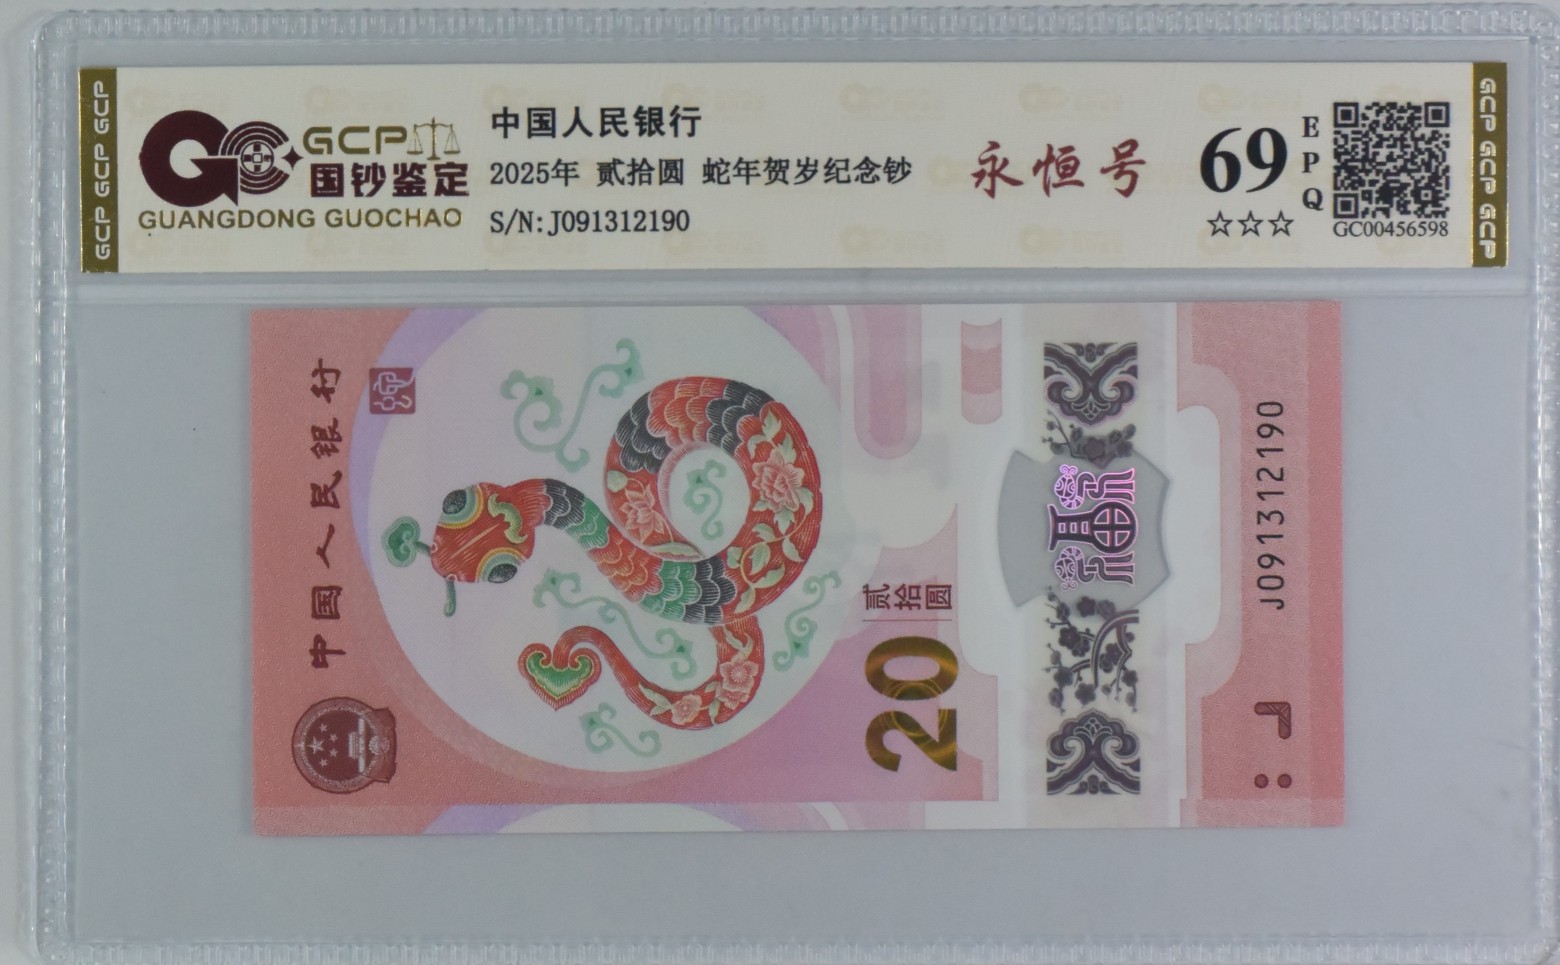 GCP GCP GCP
GCP
国钞鉴定
GUANGDONG GUOCHAO
中国人民银行
2025年 贰拾圆 蛇年贺岁纪念钞
S/N:J091312190
永恒号
69
EPQ
☆☆☆
GC00456598
GCP GCP GCP
中国人民银行
贰拾圆
20
福
J091312190